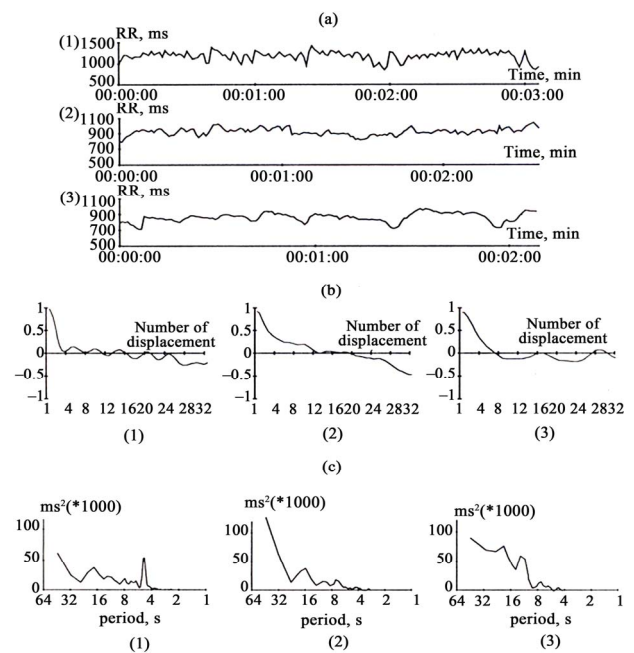 (a)
(1) RR, ms
1500
1000
500
Time, min
00:00:00 00:01:00 00:02:00 00:03:00
(2) RR, ms
1100
900
700
500
Time, min
00:00:00 00:01:00 00:02:00
(3) RR, ms
1100
900
700
500
Time, min
00:00:00 00:01:00 00:02:00
(b)
1
0.5
0
−0.5
−1
Number of
displacement
1 4 8 12 1620 24 2832
(1)
1
0.5
0
−0.5
−1
Number of
displacement
1 4 8 12 1620 24 2832
(2)
1
0.5
0
−0.5
−1
Number of
displacement
1 4 8 12 1620 24 2832
(3)
(c)
ms²(*1000)
100
50
0
64 32 16 8 4 2 1
period, s
(1)
ms²(*1000)
100
50
0
64 32 16 8 4 2 1
period, s
(2)
ms²(*1000)
100
50
0
64 32 16 8 4 2 1
period, s
(3)